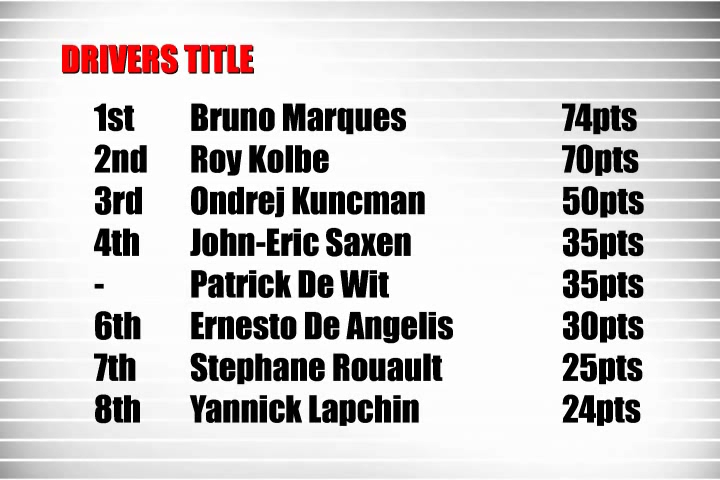 DRIVERS TITLE
1st Bruno Marques 74pts
2nd Roy Kolbe 70pts
3rd Ondrej Kuncman 50pts
4th John-Eric Saxen 35pts
- Patrick De Wit 35pts
6th Ernesto De Angelis 30pts
7th Stephane Rouault 25pts
8th Yannick Lapchin 24pts